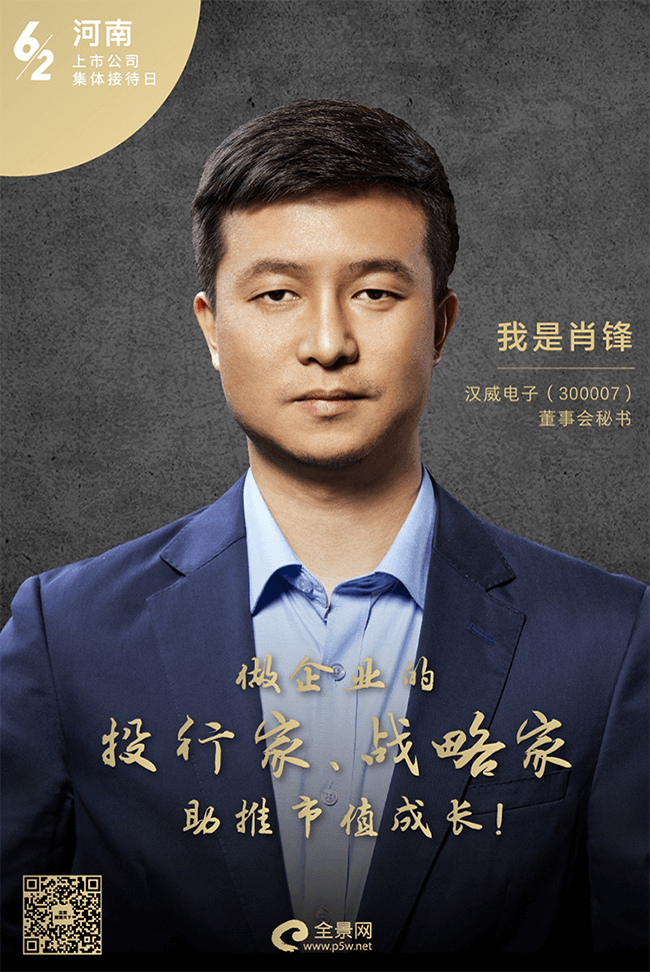 6/2
河南
上市公司
集体接待日
我是肖锋
汉威电子（300007）
董事会秘书
做企业的
投行家、战略家
助推市值成长！
全景网
www.p5w.net